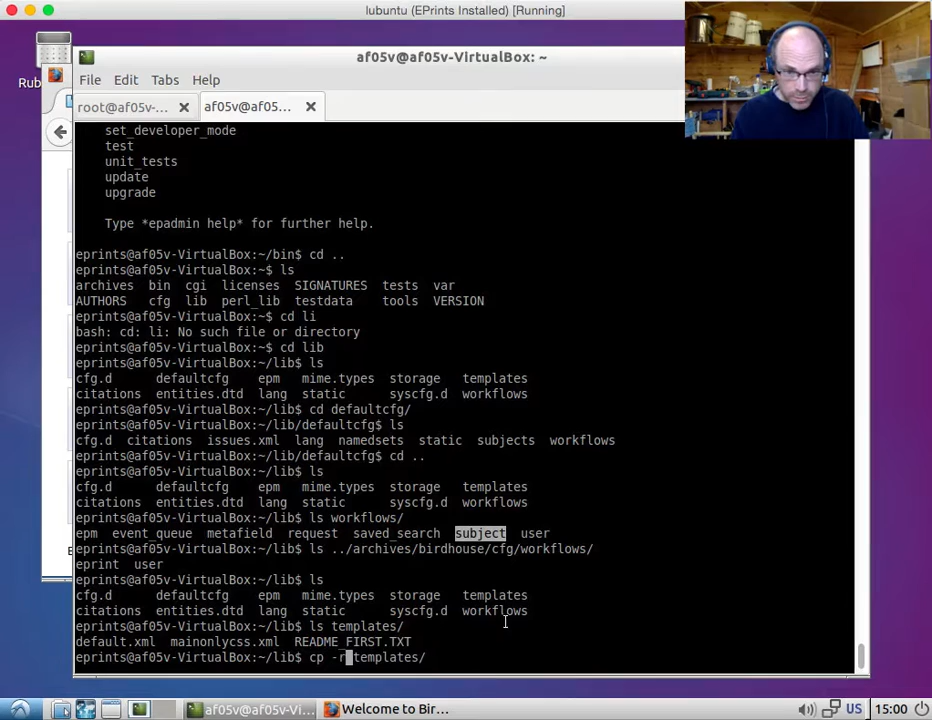 lubuntu (EPrints Installed) [Running]
Rub
af05v@af05v-VirtualBox: ~
File Edit Tabs Help
root@af05v-... af05v@af05...
set_developer_mode
test
unit_tests
update
upgrade
Type *epadmin help* for further help.
eprints@af05v-VirtualBox:~/bin$ cd ..
eprints@af05v-VirtualBox:~$ ls
archives bin cgi licenses SIGNATURES tests var
AUTHORS cfg lib perl_lib testdata tools VERSION
eprints@af05v-VirtualBox:~$ cd li
bash: cd: li: No such file or directory
eprints@af05v-VirtualBox:~$ cd lib
eprints@af05v-VirtualBox:~/lib$ ls
cfg.d defaultcfg epm mime.types storage templates
citations entities.dtd lang static syscfg.d workflows
eprints@af05v-VirtualBox:~/lib$ cd defaultcfg/
eprints@af05v-VirtualBox:~/lib/defaultcfg$ ls
cfg.d citations issues.xml lang namedsets static subjects workflows
eprints@af05v-VirtualBox:~/lib/defaultcfg$ cd ..
eprints@af05v-VirtualBox:~/lib$ ls
cfg.d defaultcfg epm mime.types storage templates
citations entities.dtd lang static syscfg.d workflows
eprints@af05v-VirtualBox:~/lib$ ls workflows/
epm event_queue metafield request saved_search subject user
eprints@af05v-VirtualBox:~/lib$ ls ../archives/birdhouse/cfg/workflows/
eprint user
eprints@af05v-VirtualBox:~/lib$ ls
cfg.d defaultcfg epm mime.types storage templates
citations entities.dtd lang static syscfg.d workflows
eprints@af05v-VirtualBox:~/lib$ ls templates/
default.xml mainonlycss.xml README_FIRST.TXT
eprints@af05v-VirtualBox:~/lib$ cp -r templates/
af05v@af05v-Vi... Welcome to Bir... US 15:00